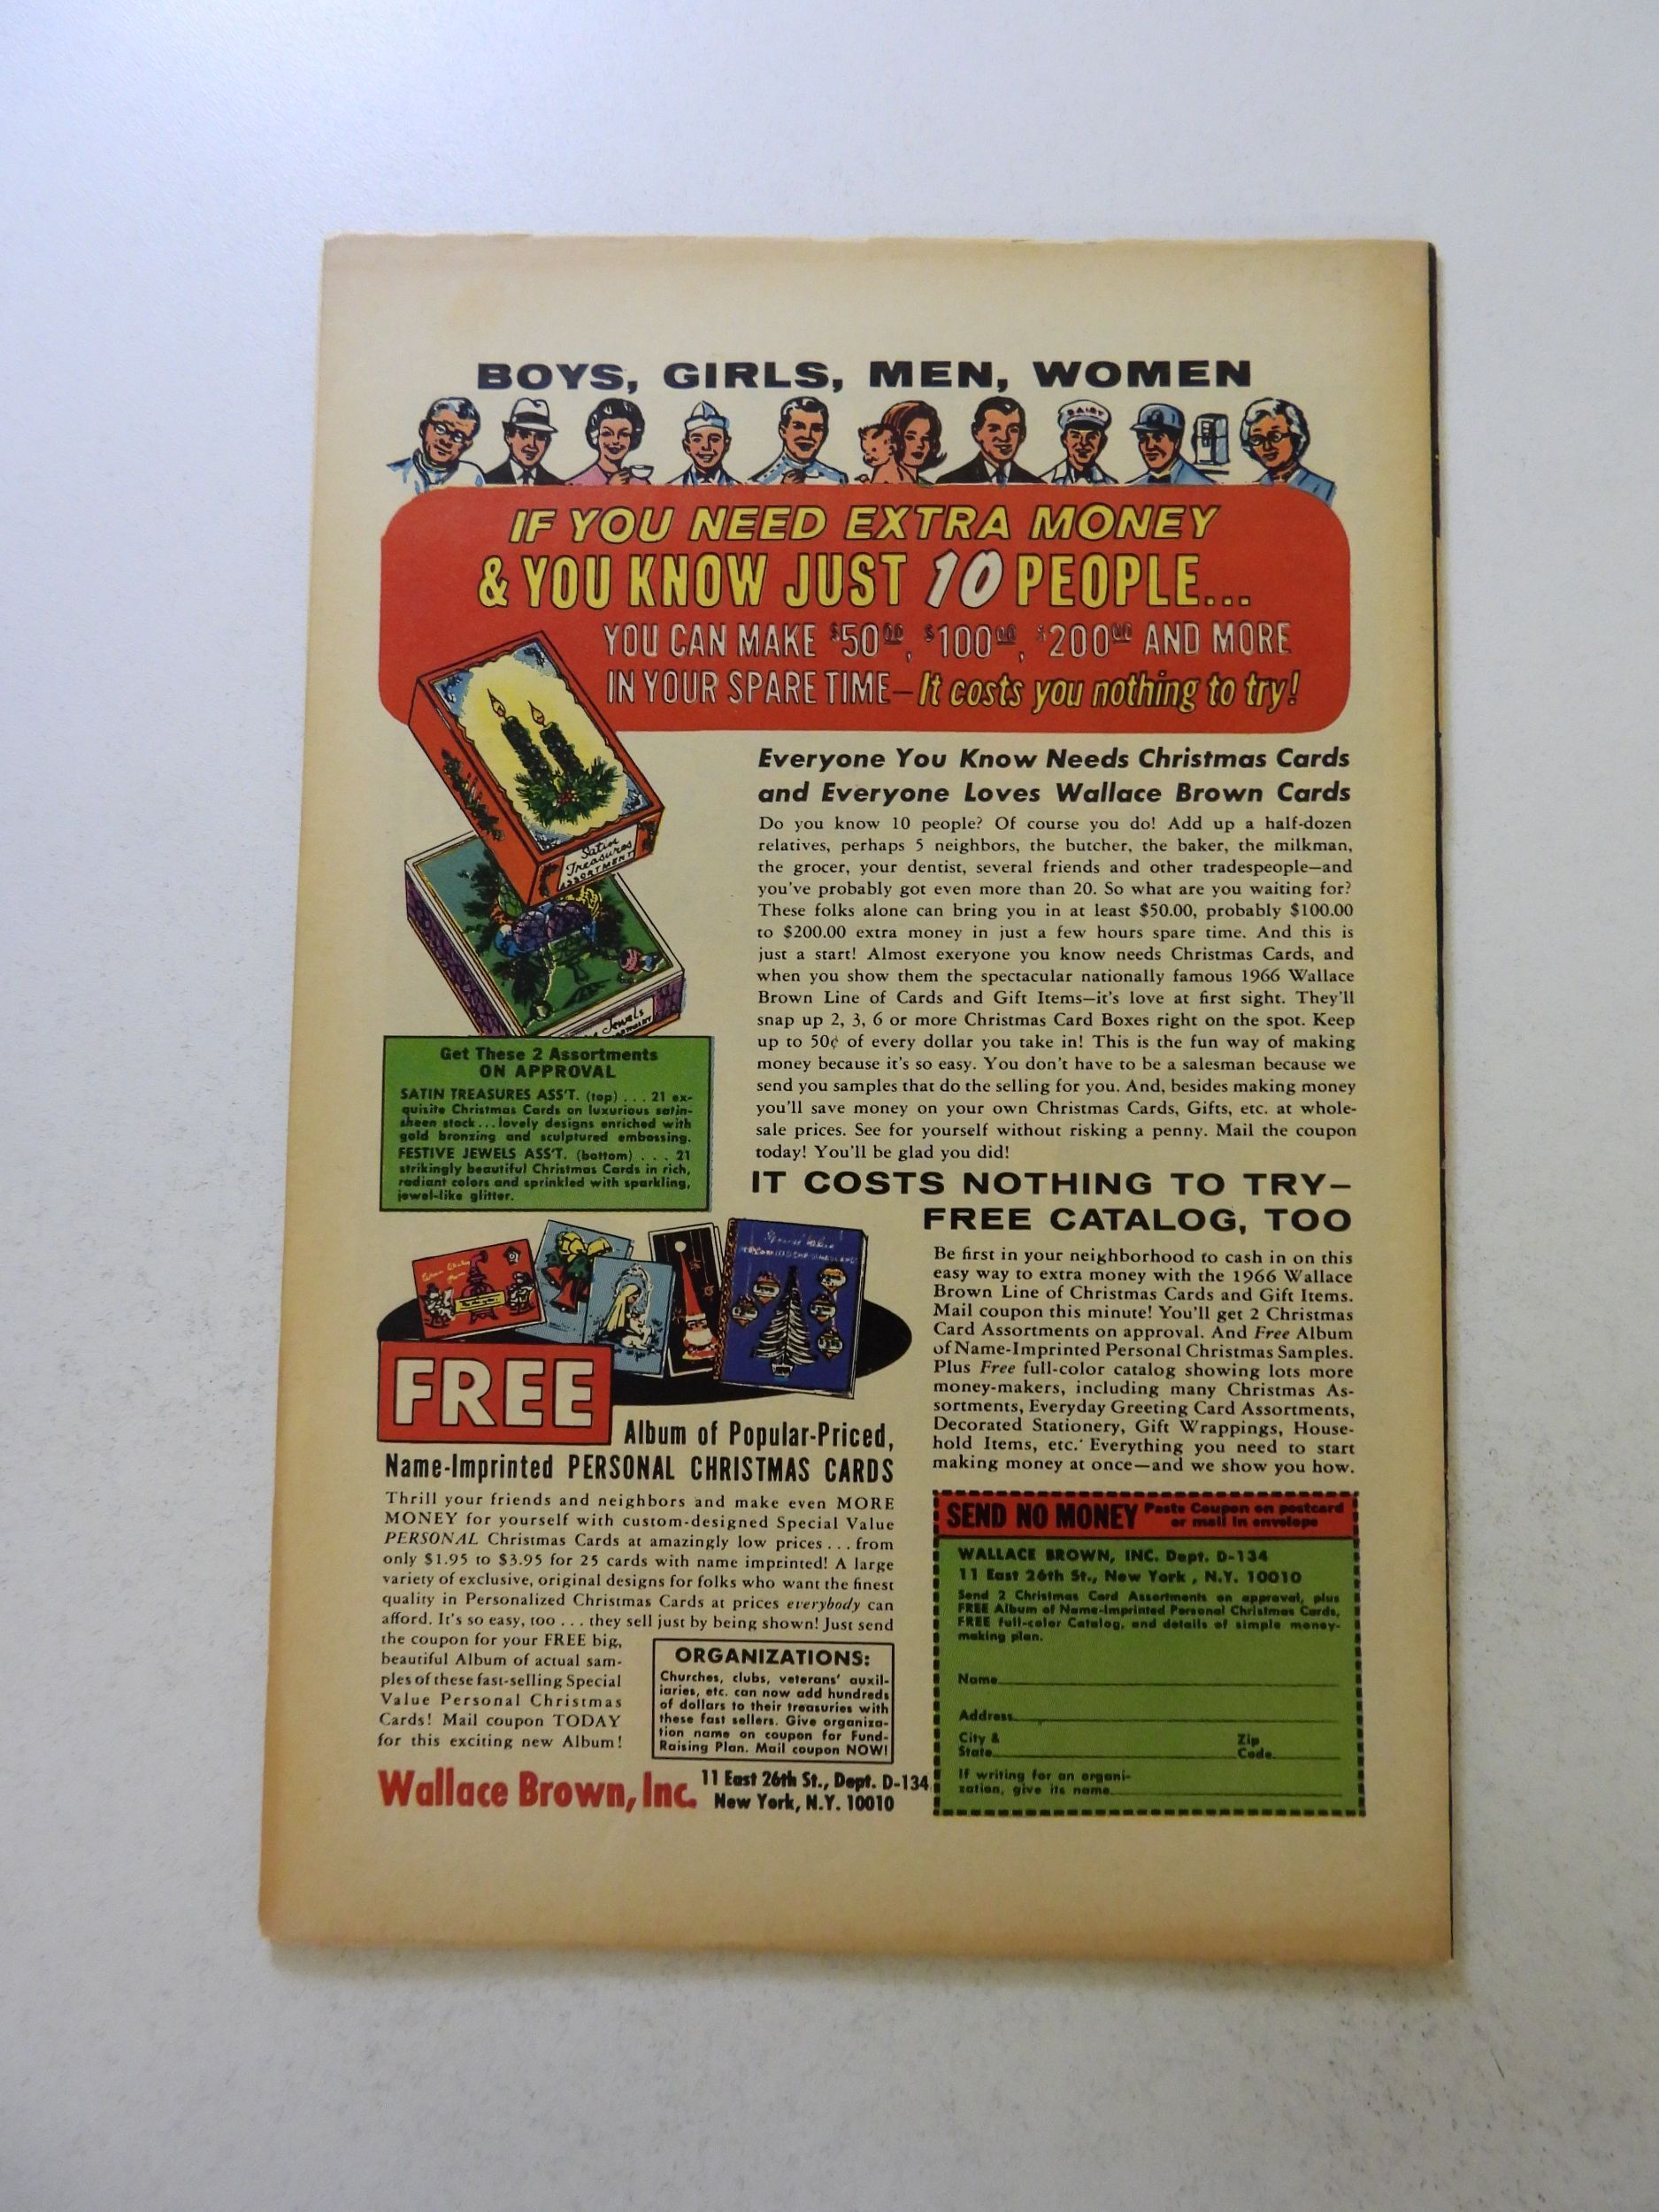 BOYS, GIRLS, MEN, WOMEN
DAIRY
IF YOU NEED EXTRA MONEY
& YOU KNOW JUST 10 PEOPLE...
YOU CAN MAKE $50.00, $100.00, $200.00 AND MORE
IN YOUR SPARE TIME—It costs you nothing to try!
Satin
Treasures
ASSORTMENT
Jewels
Everyone You Know Needs Christmas Cards
and Everyone Loves Wallace Brown Cards
Do you know 10 people? Of course you do! Add up a half-dozen
relatives, perhaps 5 neighbors, the butcher, the baker, the milkman,
the grocer, your dentist, several friends and other tradespeople—and
you've probably got even more than 20. So what are you waiting for?
These folks alone can bring you in at least $50.00, probably $100.00
to $200.00 extra money in just a few hours spare time. And this is
just a start! Almost exeryone you know needs Christmas Cards, and
when you show them the spectacular nationally famous 1966 Wallace
Brown Line of Cards and Gift Items—it's love at first sight. They'll
snap up 2, 3, 6 or more Christmas Card Boxes right on the spot. Keep
up to 50¢ of every dollar you take in! This is the fun way of making
money because it's so easy. You don't have to be a salesman because we
send you samples that do the selling for you. And, besides making money
you'll save money on your own Christmas Cards, Gifts, etc. at whole-
sale prices. See for yourself without risking a penny. Mail the coupon
today! You'll be glad you did!
Get These 2 Assortments
ON APPROVAL
SATIN TREASURES ASS'T. (top) . . . 21 ex-
quisite Christmas Cards on luxurious satin-
sheen stock...lovely designs enriched with
gold bronzing and sculptured embossing.
FESTIVE JEWELS ASS'T. (bottom) . . . 21
strikingly beautiful Christmas Cards in rich,
radiant colors and sprinkled with sparkling,
jewel-like glitter.
IT COSTS NOTHING TO TRY—
FREE CATALOG, TOO
Be first in your neighborhood to cash in on this
easy way to extra money with the 1966 Wallace
Brown Line of Christmas Cards and Gift Items.
Mail coupon this minute! You'll get 2 Christmas
Card Assortments on approval. And Free Album
of Name-Imprinted Personal Christmas Samples.
Plus Free full-color catalog showing lots more
money-makers, including many Christmas As-
sortments, Everyday Greeting Card Assortments,
Decorated Stationery, Gift Wrappings, House-
hold Items, etc. Everything you need to start
making money at once—and we show you how.
FREE
Album of Popular-Priced,
Name-Imprinted PERSONAL CHRISTMAS CARDS
Thrill your friends and neighbors and make even MORE
MONEY for yourself with custom-designed Special Value
PERSONAL Christmas Cards at amazingly low prices...from
only $1.95 to $3.95 for 25 cards with name imprinted! A large
variety of exclusive, original designs for folks who want the finest
quality in Personalized Christmas Cards at prices everybody can
afford. It's so easy, too . . . they sell just by being shown! Just send
the coupon for your FREE big,
beautiful Album of actual sam-
ples of these fast-selling Special
Value Personal Christmas
Cards! Mail coupon TODAY
for this exciting new Album!
ORGANIZATIONS:
Churches, clubs, veterans' auxil-
iaries, etc. can now add hundreds
of dollars to their treasuries with
these fast sellers. Give organiza-
tion name on coupon for Fund-
Raising Plan. Mail coupon NOW!
Wallace Brown, Inc. 11 East 26th St., Dept. D-134
New York, N.Y. 10010
SEND NO MONEY Paste Coupon on postcard
or mail in envelope
WALLACE BROWN, INC. Dept. D-134
11 East 26th St., New York , N.Y. 10010
Send 2 Christmas Card Assortments on approval, plus
FREE Album of Name-Imprinted Personal Christmas Cards,
FREE full-color Catalog, and details of simple money-
making plan.
Name
Address
City & Zip
State Code
If writing for an organi-
zation, give its name